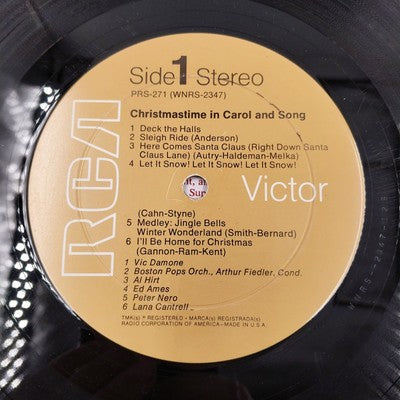 Side 1 Stereo
PRS-271 (WNRS-2347)
Christmastime in Carol and Song
1 Deck the Halls
2 Sleigh Ride (Anderson)
3 Here Comes Santa Claus (Right Down Santa
Claus Lane) (Autry-Haldeman-Melka)
4 Let It Snow! Let It Snow! Let It Snow!
RCA
Victor
(Cahn-Styne)
5 Medley: Jingle Bells
Winter Wonderland (Smith-Bernard)
6 I'll Be Home for Christmas
(Gannon-Ram-Kent)
1 Vic Damone
2 Boston Pops Orch., Arthur Fiedler, Cond.
3 Al Hirt
4 Ed Ames
5 Peter Nero
6 Lana Cantrell
TMK(s) ® REGISTERED • MARCA(s) REGISTRADA(s)
RADIO CORPORATION OF AMERICA-MADE IN U.S.A.